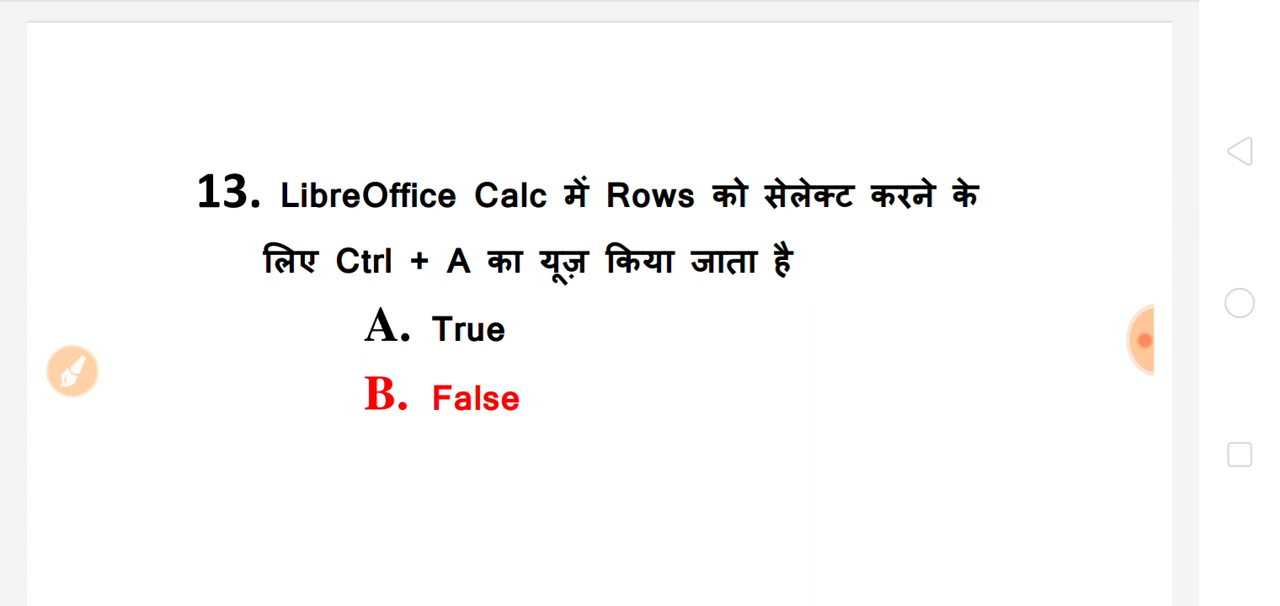 13. LibreOffice Calc में Rows को सेलेक्ट करने के
लिए Ctrl + A का यूज़ किया जाता है
A. True
B. False